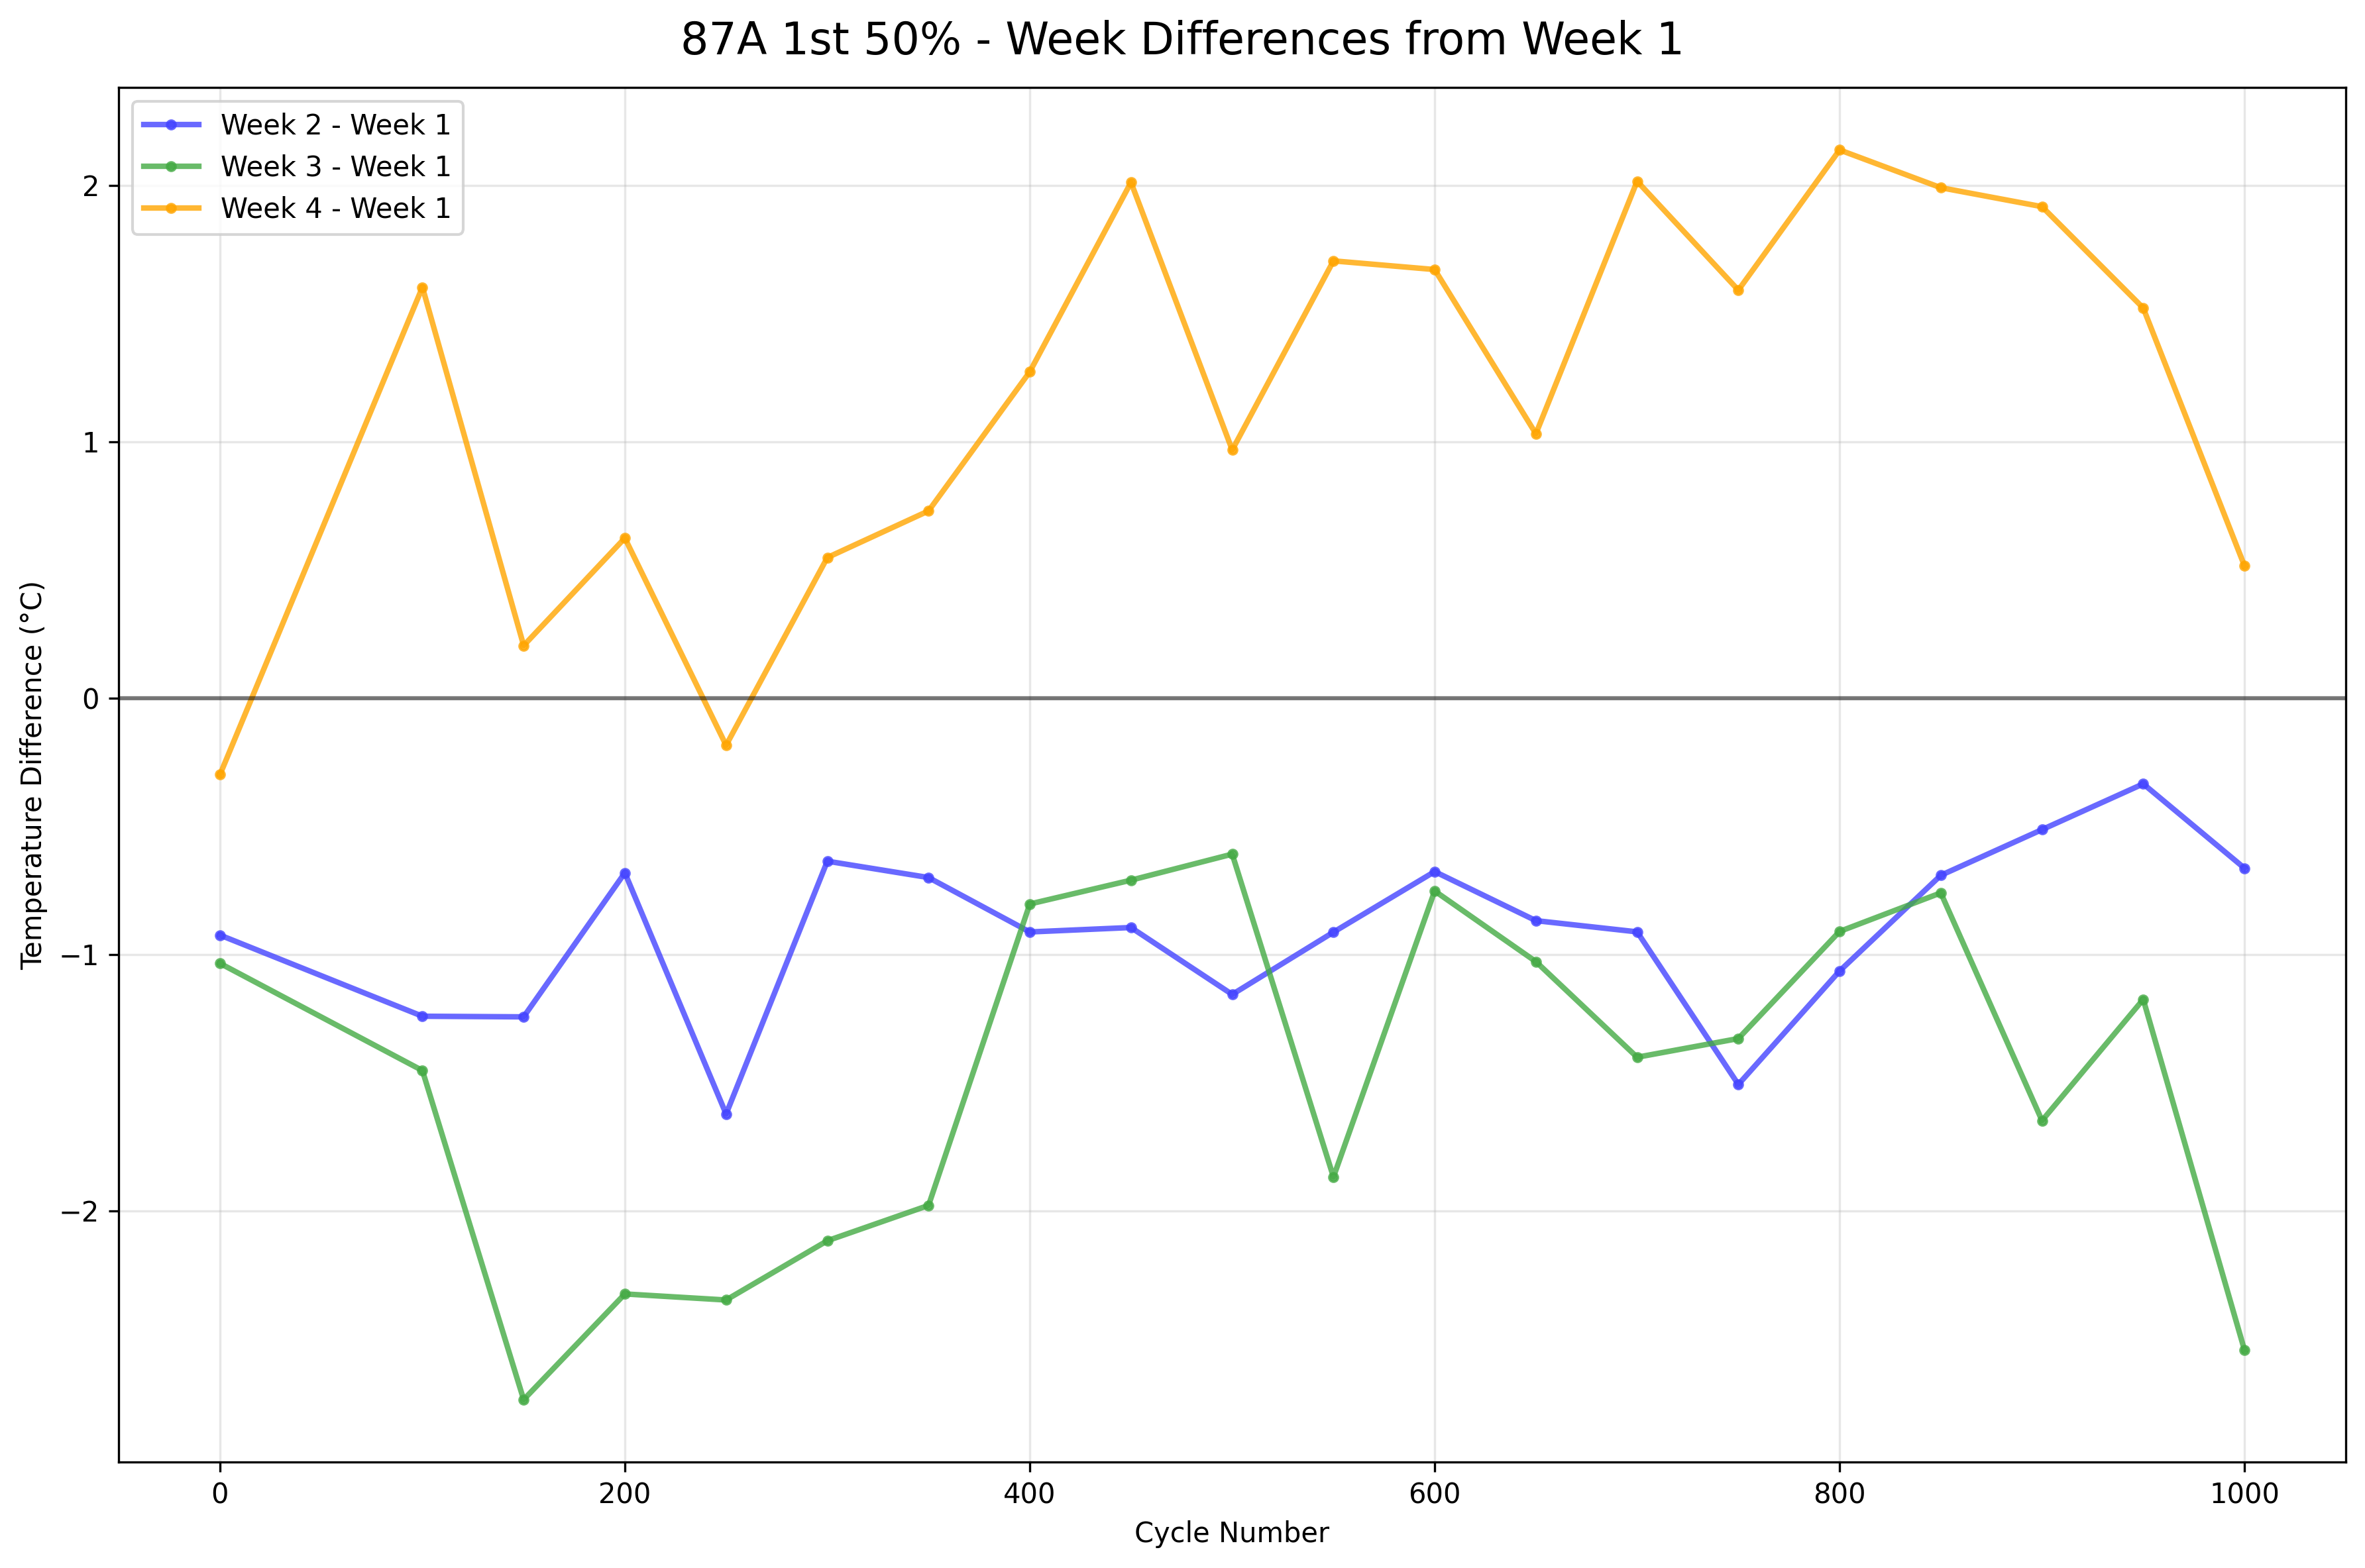 87A 1st 50% - Week Differences from Week 1
Week 2 - Week 1
Week 3 - Week 1
Week 4 - Week 1
Temperature Difference (°C)
2
1
0
−1
−2
0 200 400 600 800 1000
Cycle Number